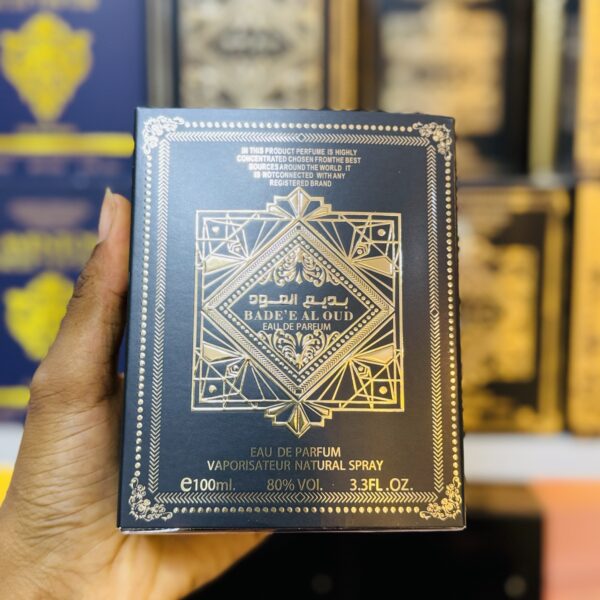 IN THIS PRODUCT PERFUME IS HIGHLY
CONCENTRATED CHOSEN FROMTHE BEST
SOURCES AROUND THE WORLD IT
IS WOTCONNECTED WITH ANY
REGISTERED BRAND
بديع العود
BADE'E AL OUD
EAU DE PARFUM
EAU DE PARFUM
VAPORISATEUR NATURAL SPRAY
e100ml. 80% VOl. 3.3FL.OZ.